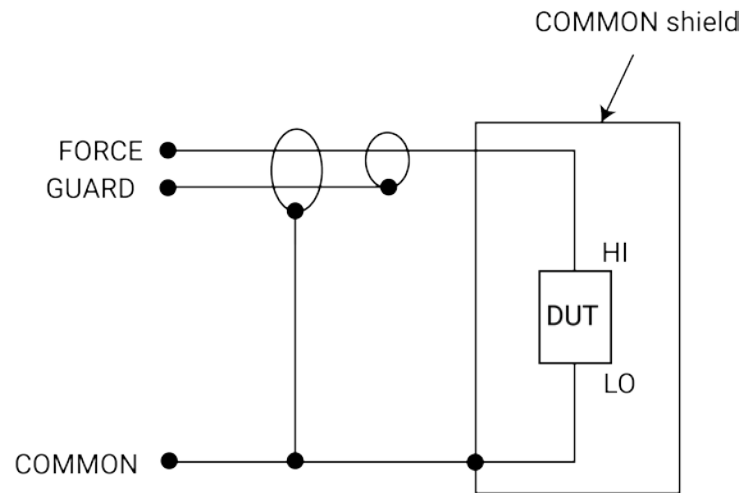 COMMON shield
FORCE
GUARD
HI
DUT
LO
COMMON